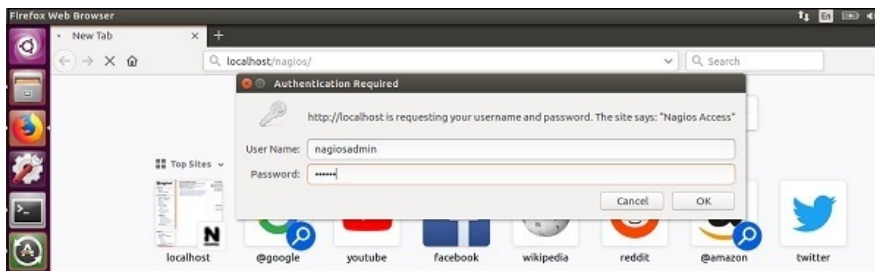 Firefox Web Browser
En
New Tab
localhost/nagios/
Search
Authentication Required
http://localhost is requesting your username and password. The site says: "Nagios Access"
User Name: nagiosadmin
Password: ••••••
Cancel OK
Top Sites
N
localhost @google youtube facebook wikipedia reddit @amazon twitter